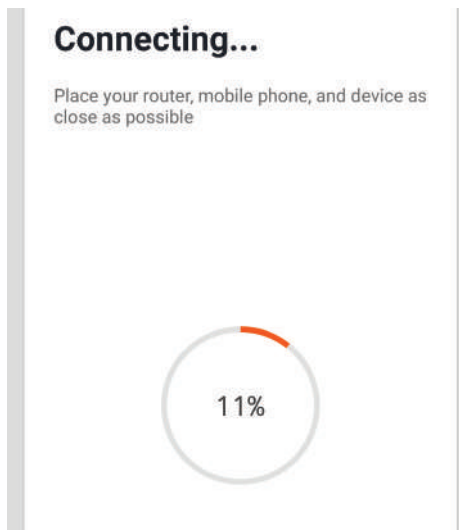 Connecting...
Place your router, mobile phone, and device as
close as possible
11%